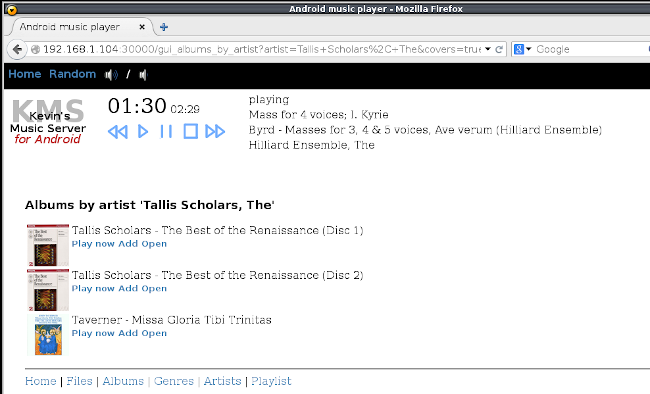 Android music player - Mozilla Firefox
Android music player
192.168.1.104:30000/gui_albums_by_artist?artist=Tallis+Scholars%2C+The&covers=true
Google
Home Random /
KMS
Kevin's
Music Server
for Android
01:30 02:29
playing
Mass for 4 voices; I. Kyrie
Byrd - Masses for 3, 4 & 5 voices, Ave verum (Hilliard Ensemble)
Hilliard Ensemble, The
Albums by artist 'Tallis Scholars, The'
Tallis Scholars - The Best of the Renaissance (Disc 1)
Play now Add Open
Tallis Scholars - The Best of the Renaissance (Disc 2)
Play now Add Open
Taverner - Missa Gloria Tibi Trinitas
Play now Add Open
Home | Files | Albums | Genres | Artists | Playlist